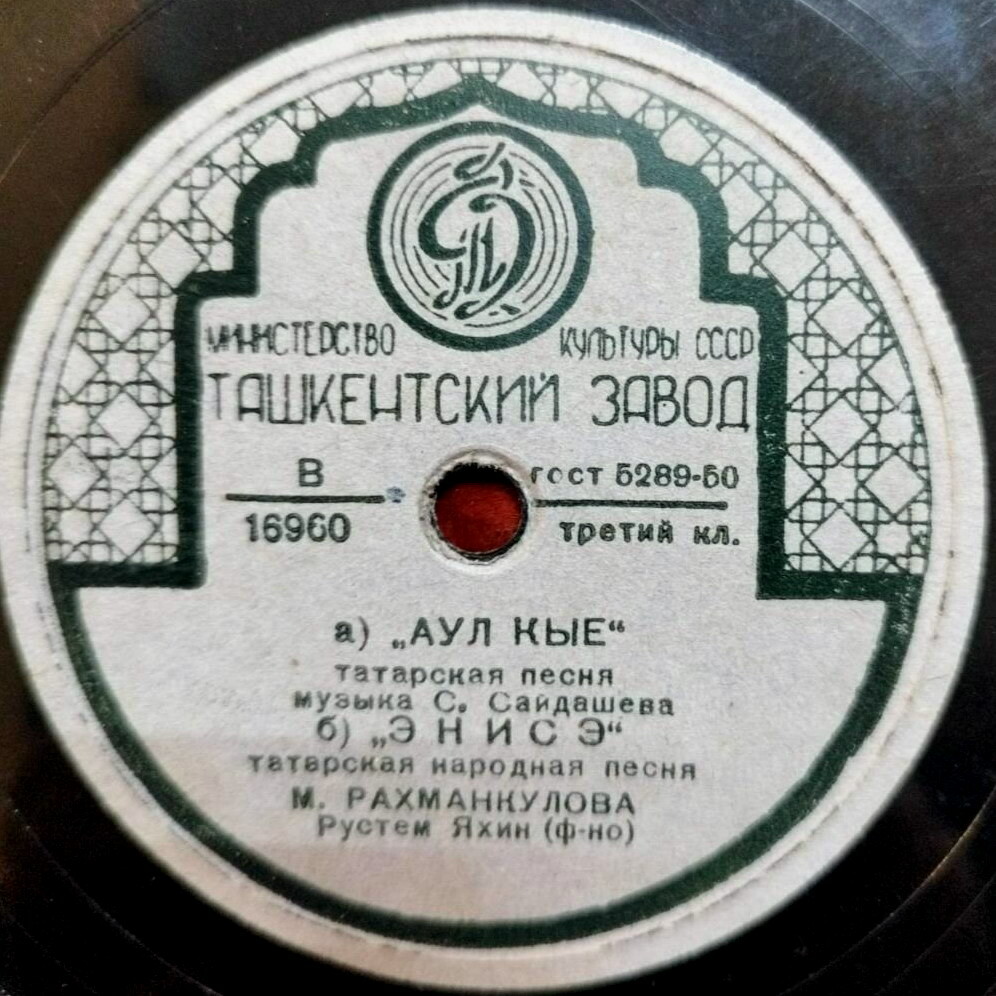 МИНИСТЕРСТВО КУЛЬТУРЫ СССР
ТАШКЕНТСКИЙ ЗАВОД
В ГОСТ 5289-50
16960 третий кл.
а) „АУЛ КЫЕ“
татарская песня
музыка С. Сайдашева
б) „ЭНИСЭ“
татарская народная песня
М. РАХМАНКУЛОВА
Рустем Яхин (ф-но)